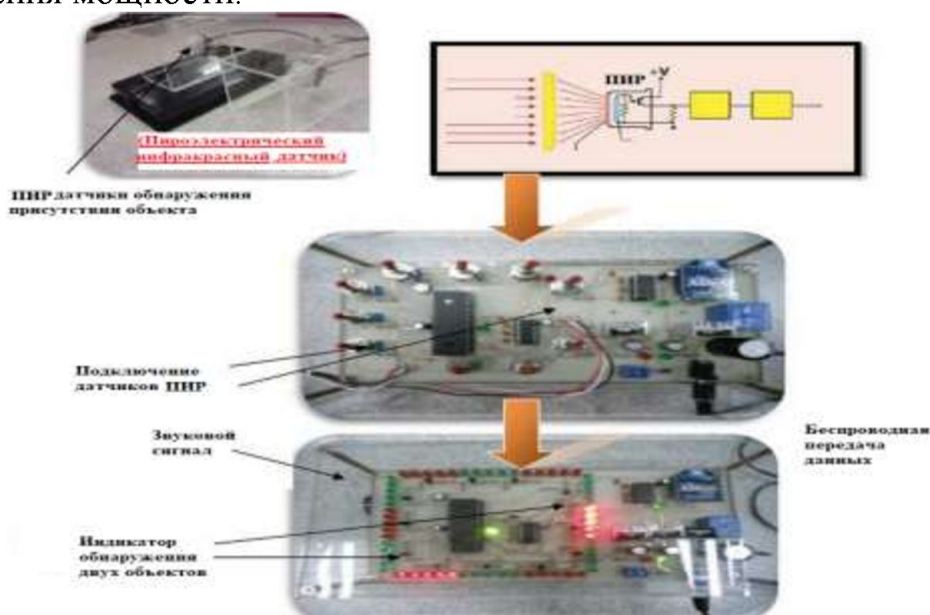 мощности.
(Пироэлектрический
инфракрасный датчик)
ПИР датчики обнаружения
присутствия объекта
ПИР
+V
Подключение
датчиков ПИР
Звуковой
сигнал
Беспроводная
передача
данных
Индикатор
обнаружения
двух объектов